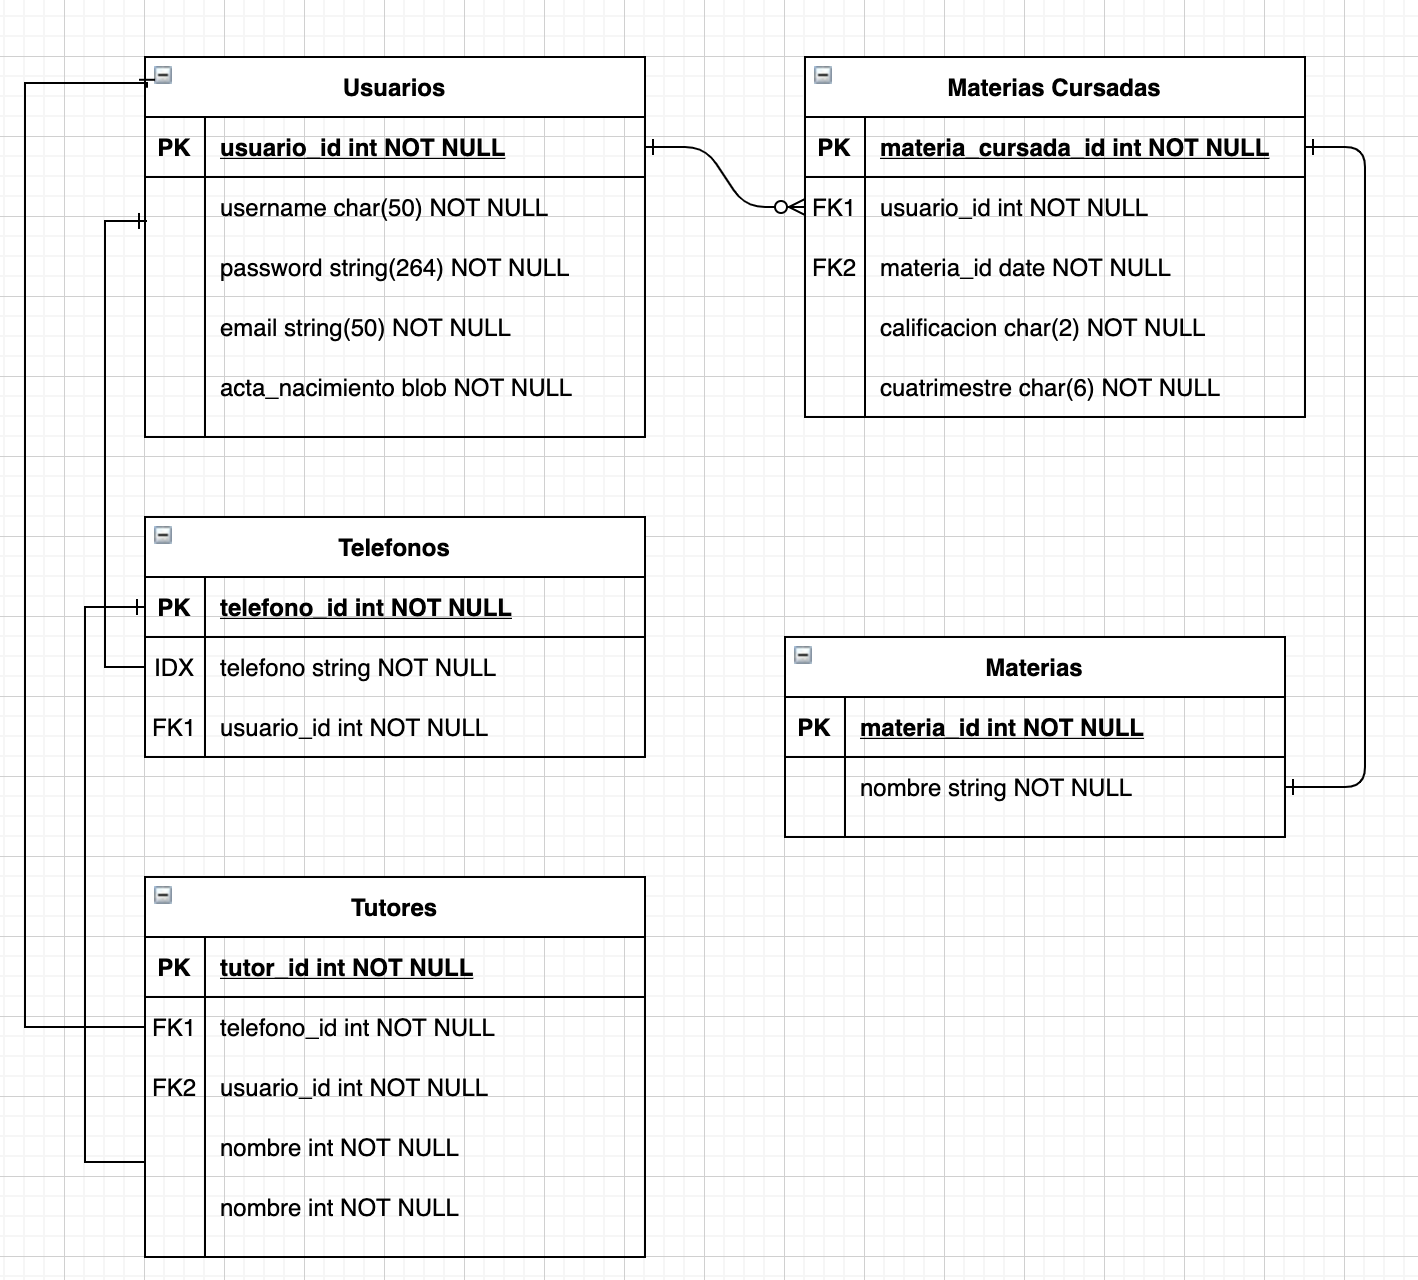 Usuarios
PK usuario_id int NOT NULL
username char(50) NOT NULL
password string(264) NOT NULL
email string(50) NOT NULL
acta_nacimiento blob NOT NULL
Materias Cursadas
PK materia_cursada_id int NOT NULL
FK1 usuario_id int NOT NULL
FK2 materia_id date NOT NULL
calificacion char(2) NOT NULL
cuatrimestre char(6) NOT NULL
Telefonos
PK telefono_id int NOT NULL
IDX telefono string NOT NULL
FK1 usuario_id int NOT NULL
Materias
PK materia_id int NOT NULL
nombre string NOT NULL
Tutores
PK tutor_id int NOT NULL
FK1 telefono_id int NOT NULL
FK2 usuario_id int NOT NULL
nombre int NOT NULL
nombre int NOT NULL